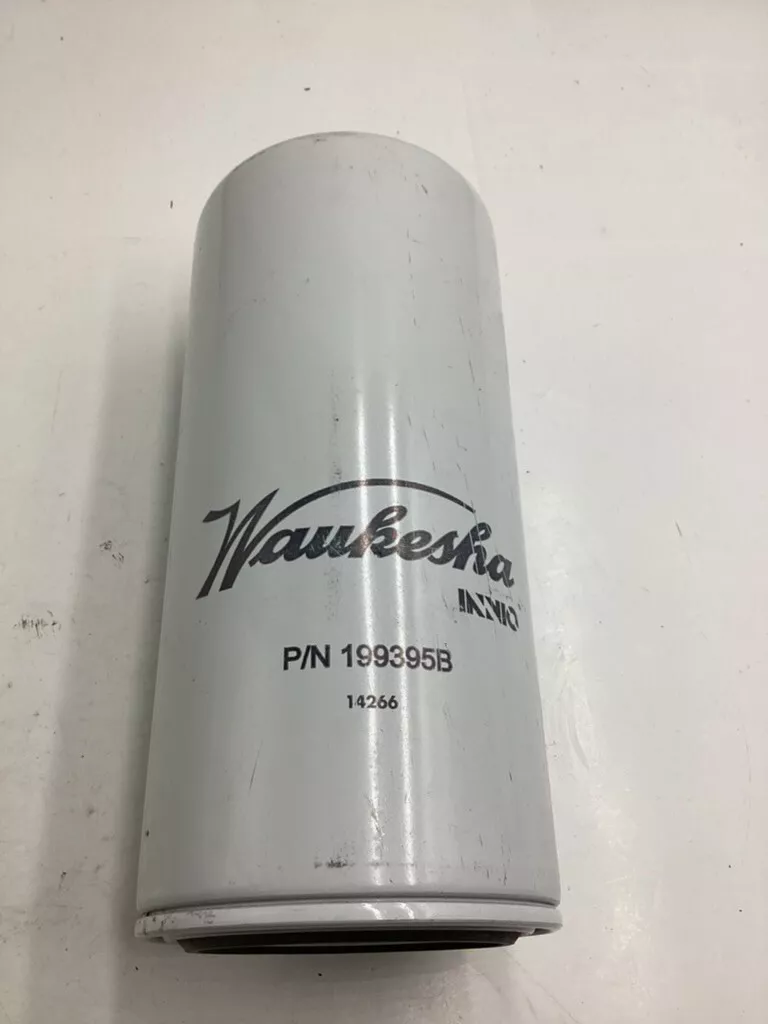 Waukesha
INNIO
P/N 199395B
14266